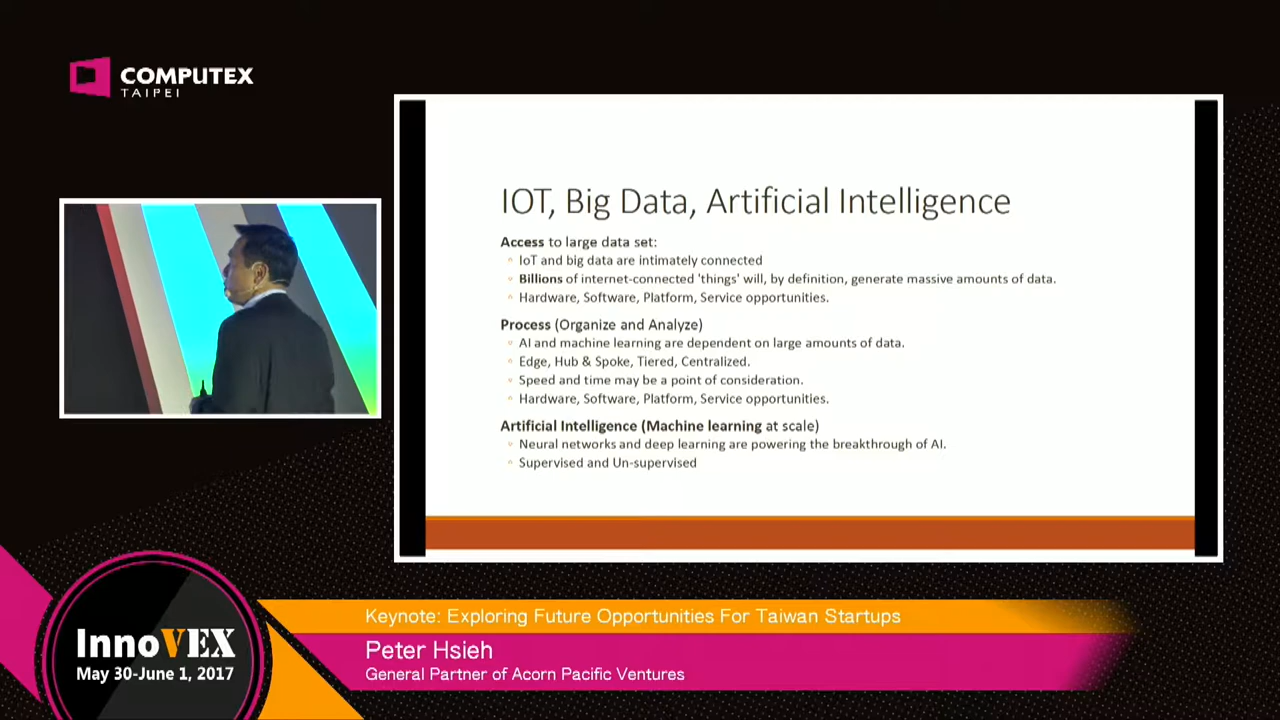 COMPUTEX
TAIPEI
IOT, Big Data, Artificial Intelligence
Access to large data set:
IoT and big data are intimately connected
Billions of internet-connected 'things' will, by definition, generate massive amounts of data.
Hardware, Software, Platform, Service opportunities.
Process (Organize and Analyze)
AI and machine learning are dependent on large amounts of data.
Edge, Hub & Spoke, Tiered, Centralized.
Speed and time may be a point of consideration.
Hardware, Software, Platform, Service opportunities.
Artificial Intelligence (Machine learning at scale)
Neural networks and deep learning are powering the breakthrough of AI.
Supervised and Un-supervised
InnoVEX
May 30-June 1, 2017
Keynote: Exploring Future Opportunities For Taiwan Startups
Peter Hsieh
General Partner of Acorn Pacific Ventures